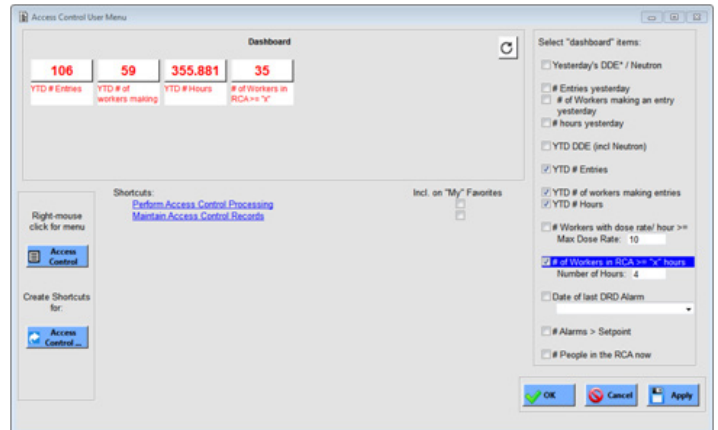 Access Control User Menu
Dashboard
106
59
355.881
35
YTD # Entries
YTD # of
workers making
YTD # Hours
# of Workers in
RCA >= "x"
Right-mouse
click for menu
Access
Control
Create Shortcuts
for:
Access
Control ...
Shortcuts:
Incl. on "My" Favorites
Perform Access Control Processing
Maintain Access Control Records
Select "dashboard" items:
Yesterday's DDE* / Neutron
# Entries yesterday
# of Workers making an entry
yesterday
# hours yesterday
YTD DDE (incl Neutron)
YTD # Entries
YTD # of workers making entries
YTD # Hours
# Workers with dose rate/ hour >=
Max Dose Rate: 10
# of Workers in RCA >= "x" hours
Number of Hours: 4
Date of last DRD Alarm
# Alarms > Setpoint
# People in the RCA now
OK
Cancel
Apply